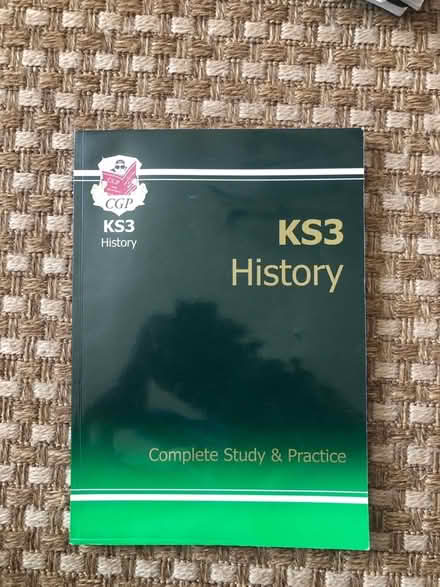 CGP
KS3
History
KS3
History
Complete Study & Practice